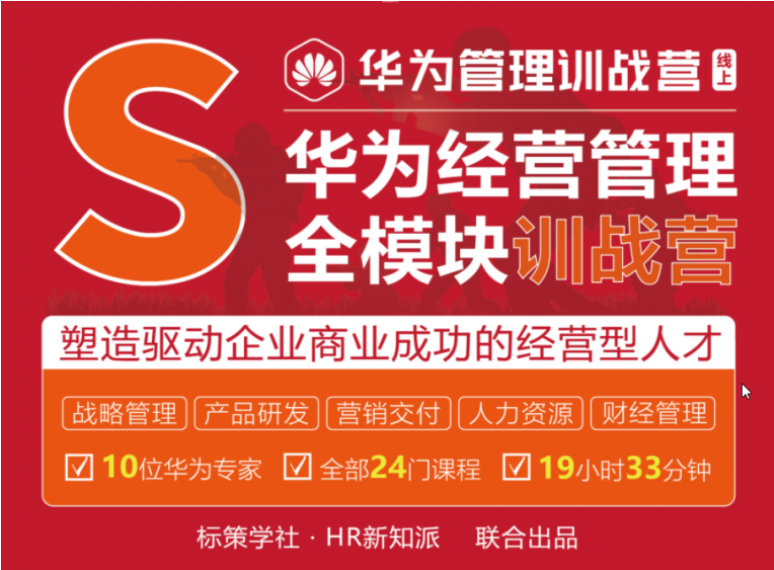 S
华为管理训战营 线上
华为经营管理
全模块训战营
塑造驱动企业商业成功的经营型人才
战略管理 产品研发 营销交付 人力资源 财经管理
10位华为专家 全部24门课程 19小时33分钟
标策学社·HR新知派 联合出品